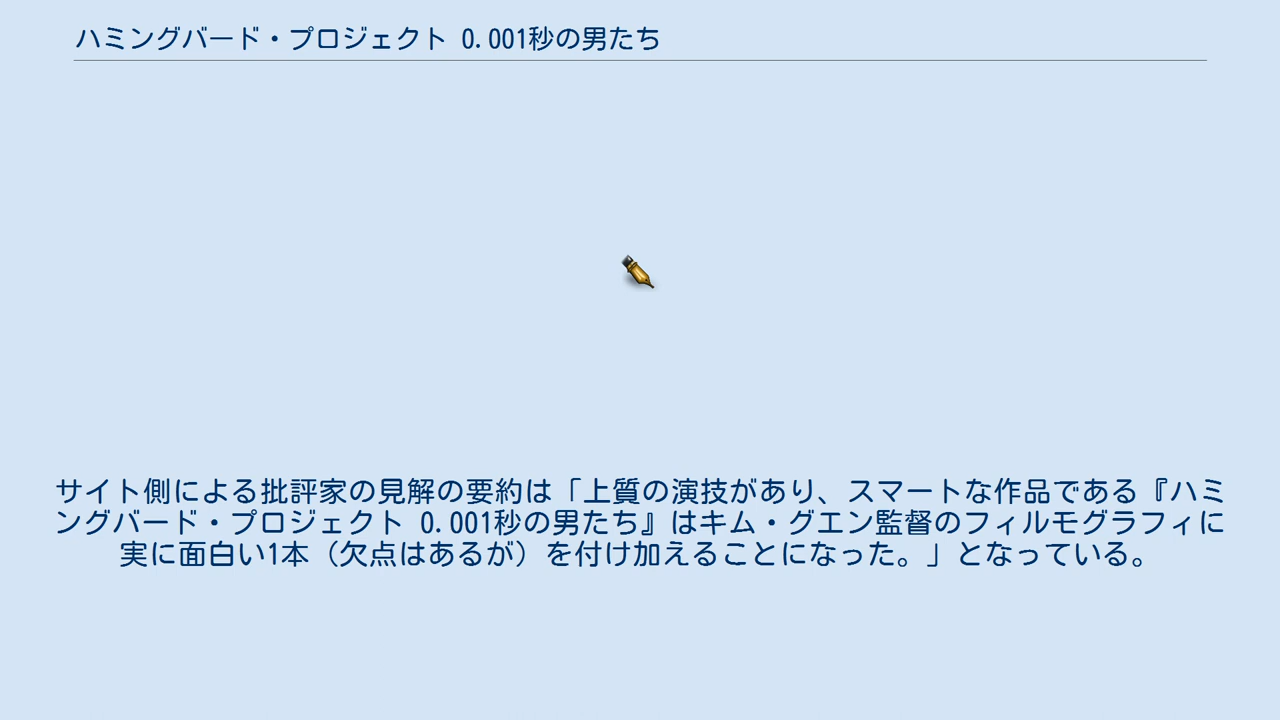 ハミングバード・プロジェクト 0.001秒の男たち
サイト側による批評家の見解の要約は「上質の演技があり、スマートな作品である『ハミ
ングバード・プロジェクト 0.001秒の男たち』はキム・グエン監督のフィルモグラフィに
実に面白い1本（欠点はあるが）を付け加えることになった。」となっている。